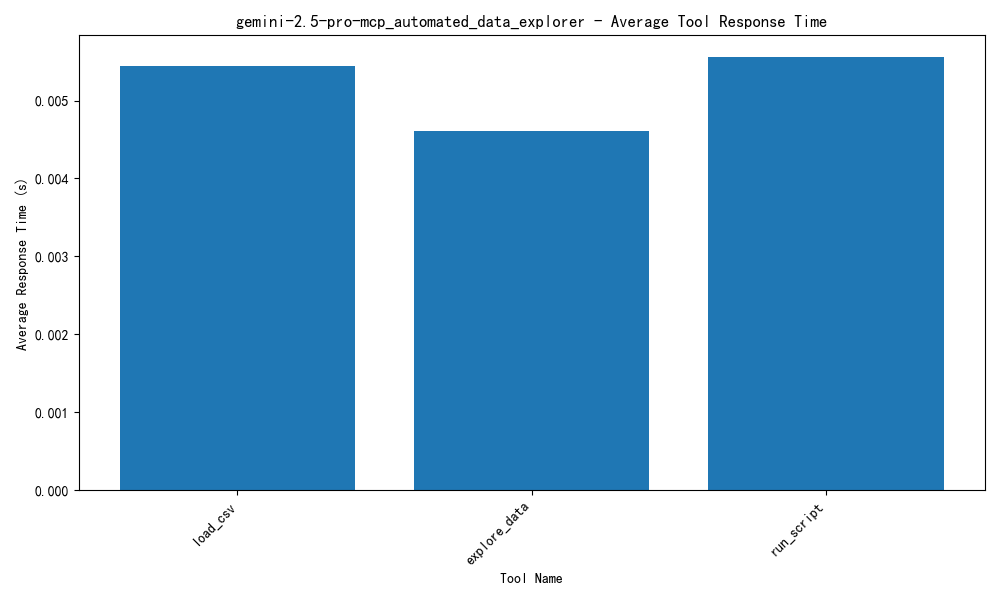 gemini-2.5-pro-mcp_automated_data_explorer - Average Tool Response Time
Average Response Time (s)
0.005
0.004
0.003
0.002
0.001
0.000
load_csv
explore_data
run_script
Tool Name